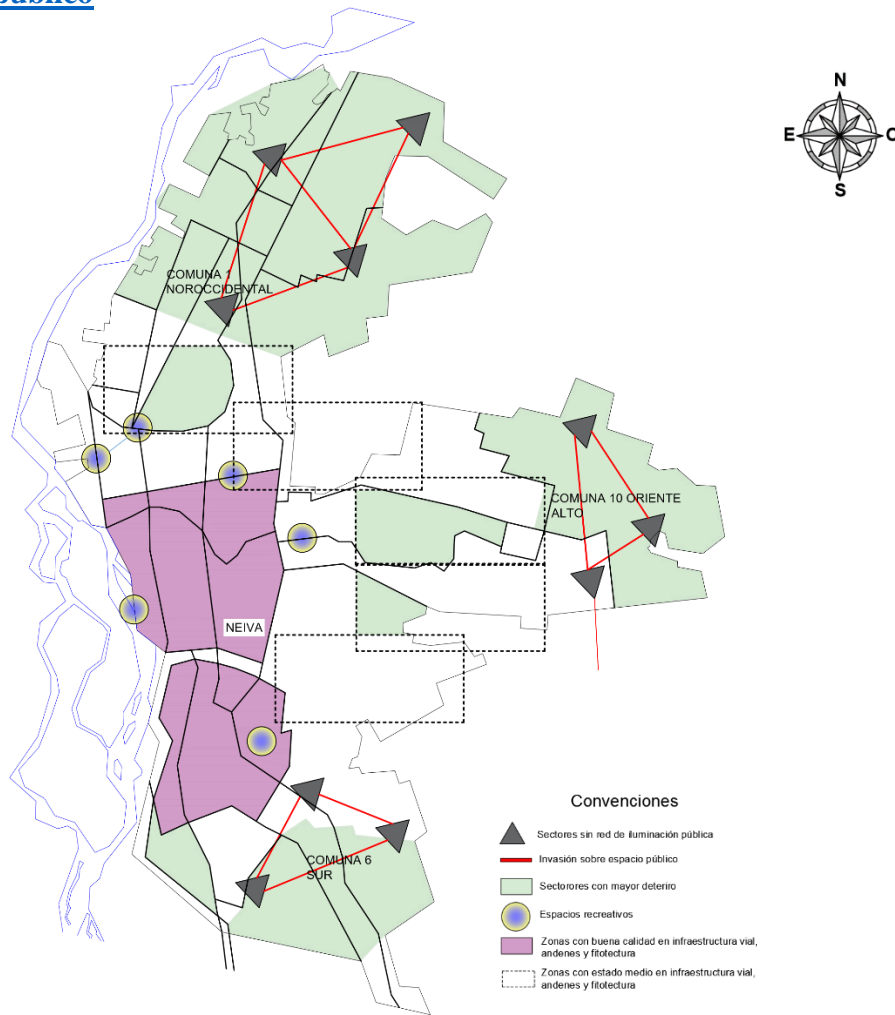 Público
N
E O
S
COMUNA 1
NOROCCIDENTAL
COMUNA 10 ORIENTE
ALTO
NEIVA
COMUNA 6
SUR
Convenciones
Sectores sin red de iluminación pública
Invasión sobre espacio público
Sectorores con mayor deteriro
Espacios recreativos
Zonas con buena calidad en infraestructura vial,
andenes y fitotectura
Zonas con estado medio en infraestructura vial,
andenes y fitotectura